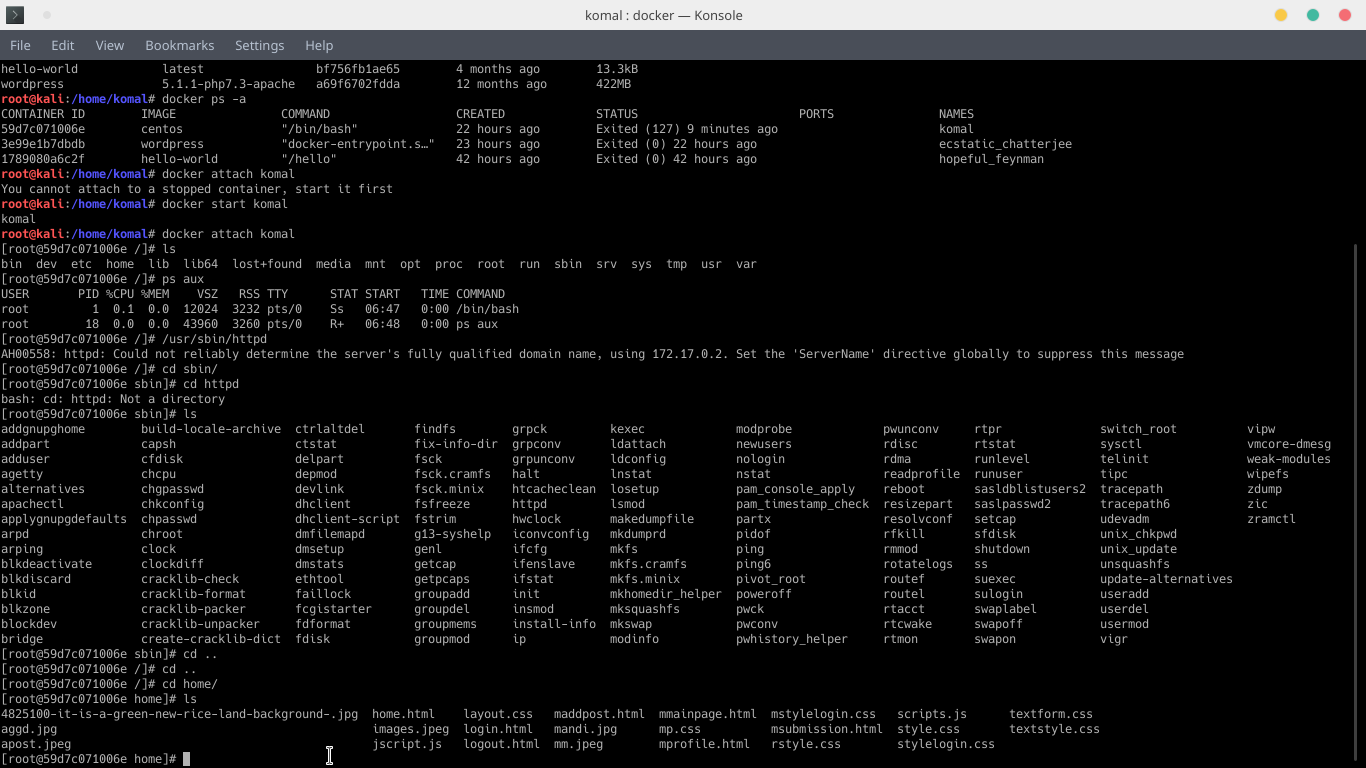 komal : docker — Konsole
File Edit View Bookmarks Settings Help
hello-world latest bf756fb1ae65 4 months ago 13.3kB
wordpress 5.1.1-php7.3-apache a69f6702fdda 12 months ago 422MB
root@kali:/home/komal# docker ps -a
CONTAINER ID IMAGE COMMAND CREATED STATUS PORTS NAMES
59d7c071006e centos "/bin/bash" 22 hours ago Exited (127) 9 minutes ago komal
3e99e1b7dbdb wordpress "docker-entrypoint.s…" 23 hours ago Exited (0) 22 hours ago ecstatic_chatterjee
1789080a6c2f hello-world "/hello" 42 hours ago Exited (0) 42 hours ago hopeful_feynman
root@kali:/home/komal# docker attach komal
You cannot attach to a stopped container, start it first
root@kali:/home/komal# docker start komal
komal
root@kali:/home/komal# docker attach komal
[root@59d7c071006e /]# ls
bin dev etc home lib lib64 lost+found media mnt opt proc root run sbin srv sys tmp usr var
[root@59d7c071006e /]# ps aux
USER PID %CPU %MEM VSZ RSS TTY STAT START TIME COMMAND
root 1 0.1 0.0 12024 3232 pts/0 Ss 06:47 0:00 /bin/bash
root 18 0.0 0.0 43960 3260 pts/0 R+ 06:48 0:00 ps aux
[root@59d7c071006e /]# /usr/sbin/httpd
AH00558: httpd: Could not reliably determine the server's fully qualified domain name, using 172.17.0.2. Set the 'ServerName' directive globally to suppress this message
[root@59d7c071006e /]# cd sbin/
[root@59d7c071006e sbin]# cd httpd
bash: cd: httpd: Not a directory
[root@59d7c071006e sbin]# ls
addgnupghome build-locale-archive ctrlaltdel findfs grpck kexec modprobe pwunconv rtpr switch_root vipw
addpart capsh ctstat fix-info-dir grpconv ldattach newusers rdisc rtstat sysctl vmcore-dmesg
adduser cfdisk delpart fsck grpunconv ldconfig nologin rdma runlevel telinit weak-modules
agetty chcpu depmod fsck.cramfs halt lnstat nstat readprofile runuser tipc wipefs
alternatives chgpasswd devlink fsck.minix htcacheclean losetup pam_console_apply reboot sasldblistusers2 tracepath zdump
apachectl chkconfig dhclient fsfreeze httpd lsmod pam_timestamp_check resizepart saslpasswd2 tracepath6 zic
applygnupgdefaults chpasswd dhclient-script fstrim hwclock makedumpfile partx resolvconf setcap udevadm zramctl
arpd chroot dmfilemapd g13-syshelp iconvconfig mkdumprd pidof rfkill sfdisk unix_chkpwd
arping clock dmsetup genl ifcfg mkfs ping rmmod shutdown unix_update
blkdeactivate clockdiff dmstats getcap ifenslave mkfs.cramfs ping6 rotatelogs ss unsquashfs
blkdiscard cracklib-check ethtool getpcaps ifstat mkfs.minix pivot_root routef suexec update-alternatives
blkid cracklib-format faillock groupadd init mkhomedir_helper poweroff routel sulogin useradd
blkzone cracklib-packer fcgistarter groupdel insmod mksquashfs pwck rtacct swaplabel userdel
blockdev cracklib-unpacker fdformat groupmems install-info mkswap pwconv rtcwake swapoff usermod
bridge create-cracklib-dict fdisk groupmod ip modinfo pwhistory_helper rtmon swapon vigr
[root@59d7c071006e sbin]# cd ..
[root@59d7c071006e /]# cd ..
[root@59d7c071006e /]# cd home/
[root@59d7c071006e home]# ls
4825100-it-is-a-green-new-rice-land-background-.jpg home.html layout.css maddpost.html mmainpage.html mstylelogin.css scripts.js textform.css
aggd.jpg images.jpeg login.html mandi.jpg mp.css msubmission.html style.css textstyle.css
apost.jpeg jscript.js logout.html mm.jpeg mprofile.html rstyle.css stylelogin.css
[root@59d7c071006e home]#